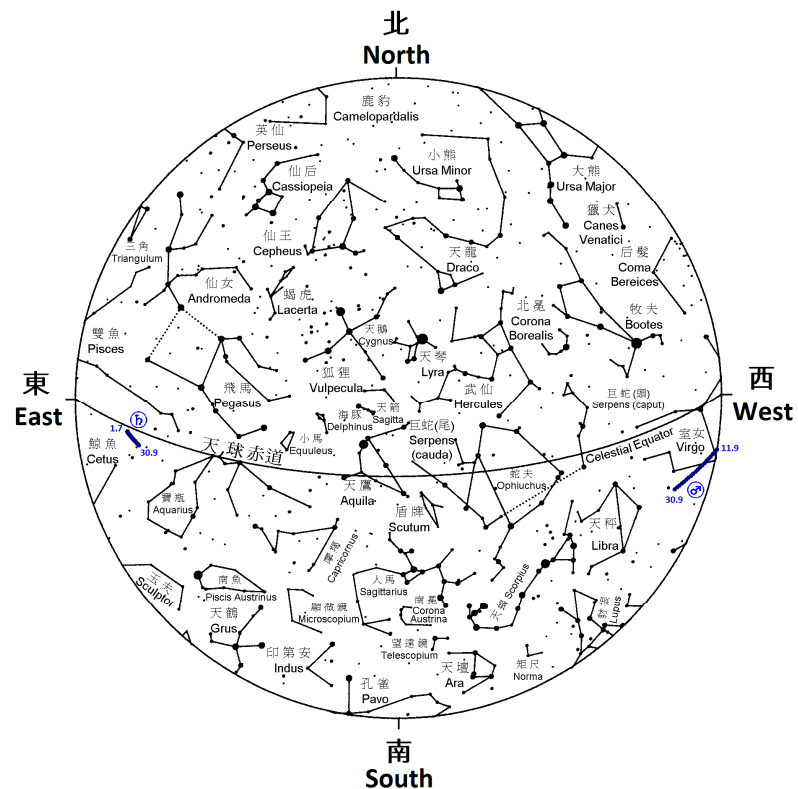 北
North
鹿豹
Camelopardalis
英仙
Perseus
小熊
Ursa Minor
仙后
Cassiopeia
大熊
Ursa Major
獵犬
Canes
Venatici
三角
Triangulum
仙王
Cepheus
天龍
Draco
后髮
Coma
Bereices
仙女
Andromeda
蝎虎
Lacerta
北冕
Corona
Borealis
牧夫
Bootes
雙魚
Pisces
天鵝
Cygnus
天琴
Lyra
狐狸
Vulpecula
飛馬
Pegasus
武仙
Hercules
巨蛇(頭)
Serpens (caput)
東
East
西
West
天箭
Sagitta
海豚
Delphinus
小馬
Equuleus
巨蛇(尾)
Serpens
(cauda)
1.7
♄
30.9
鯨魚
Cetus
天球赤道
Celestial Equator
室女
Virgo
11.9
30.9
♂
蛇夫
Ophiuchus
天鷹
Aquila
寶瓶
Aquarius
盾牌
Scutum
天秤
Libra
摩羯
Capricornus
玉夫
Sculptor
南魚
Piscis Austrinus
人馬
Sagittarius
天蝎 Scorpius
天鶴
Grus
顯微鏡
Microscopium
南冕
Corona
Austrina
豺狼
Lupus
印第安
Indus
望遠鏡
Telescopium
天壇
Ara
矩尺
Norma
孔雀
Pavo
南
South